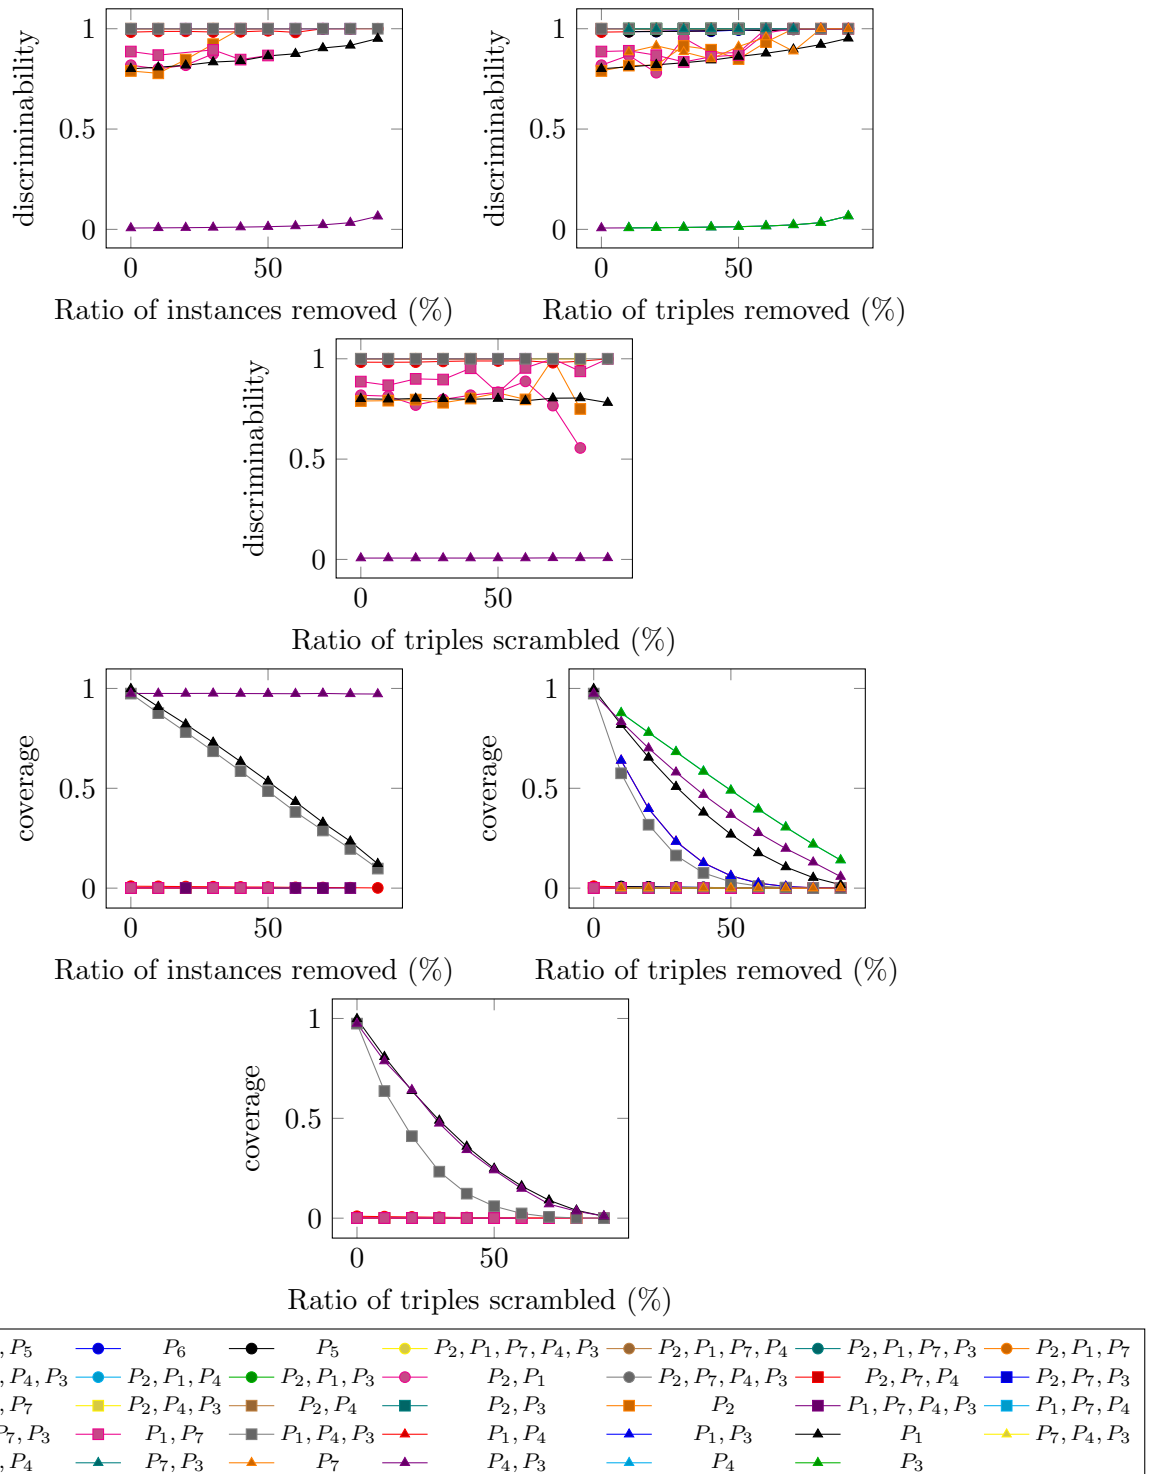 discriminability
1
0.5
0
0 50
Ratio of instances removed (%)
discriminability
1
0.5
0
0 50
Ratio of triples removed (%)
discriminability
1
0.5
0
0 50
Ratio of triples scrambled (%)
coverage
1
0.5
0
0 50
Ratio of instances removed (%)
coverage
1
0.5
0
0 50
Ratio of triples removed (%)
coverage
1
0.5
0
0 50
Ratio of triples scrambled (%)
, P5 P6 P5 P2, P1, P7, P4, P3 P2, P1, P7, P4 P2, P1, P7, P3 P2, P1, P7
, P4, P3 P2, P1, P4 P2, P1, P3 P2, P1 P2, P7, P4, P3 P2, P7, P4 P2, P7, P3
, P7 P2, P4, P3 P2, P4 P2, P3 P2 P1, P7, P4, P3 P1, P7, P4
P7, P3 P1, P7 P1, P4, P3 P1, P4 P1, P3 P1 P7, P4, P3
, P4 P7, P3 P7 P4, P3 P4 P3